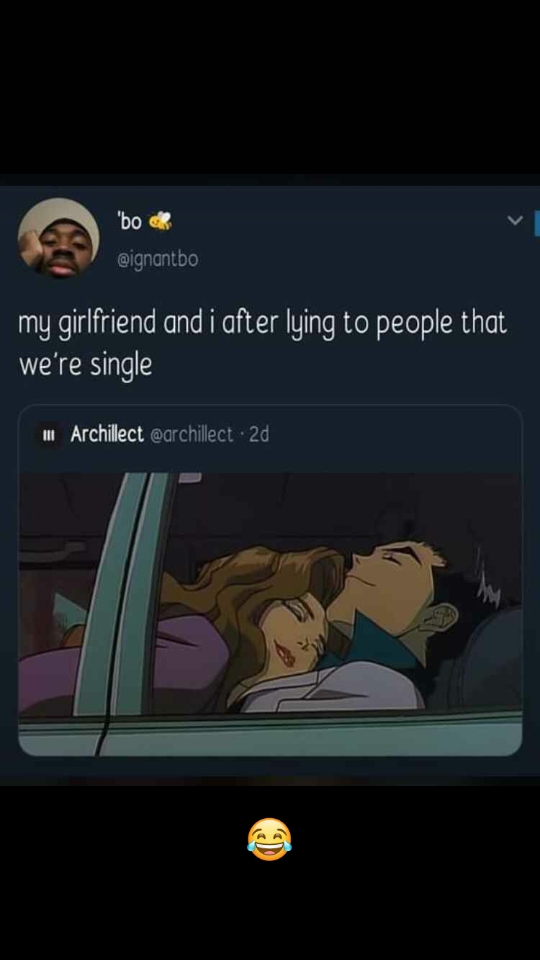 'bo 🐝
@ignantbo
my girlfriend and i after lying to people that
we're single
Archillect @archillect · 2d
😂